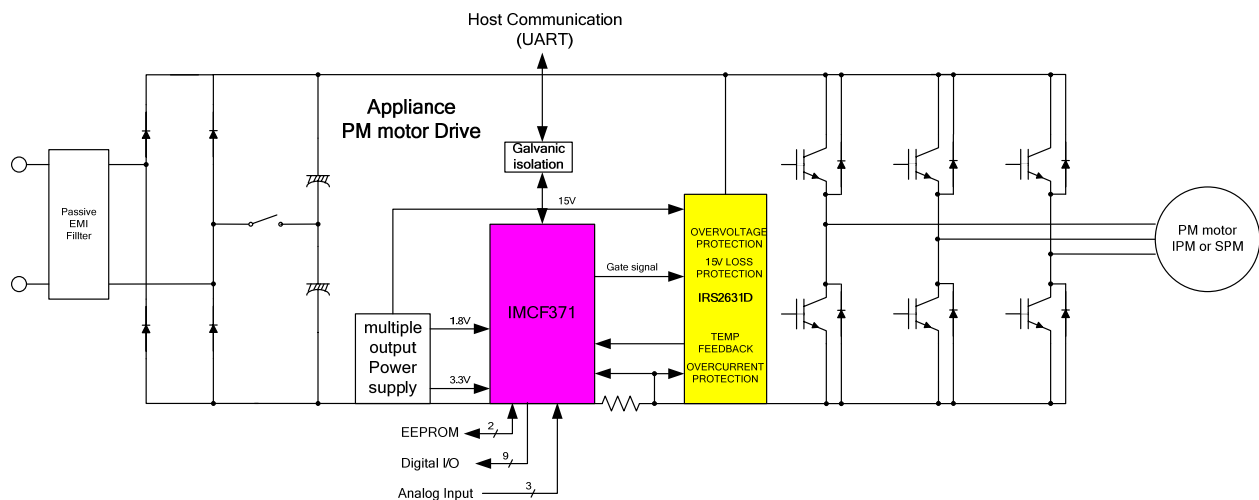 Host Communication
(UART)
Appliance
PM motor Drive
Galvanic
isolation
15V
Passive
EMI
Fillter
OVERVOLTAGE
PROTECTION
PM motor
IPM or SPM
Gate signal
15V LOSS
PROTECTION
IRS2631D
IMCF371
multiple
output
Power
supply
1.8V
3.3V
TEMP
FEEDBACK
OVERCURRENT
PROTECTION
EEPROM
2
Digital I/O
9
Analog Input
3